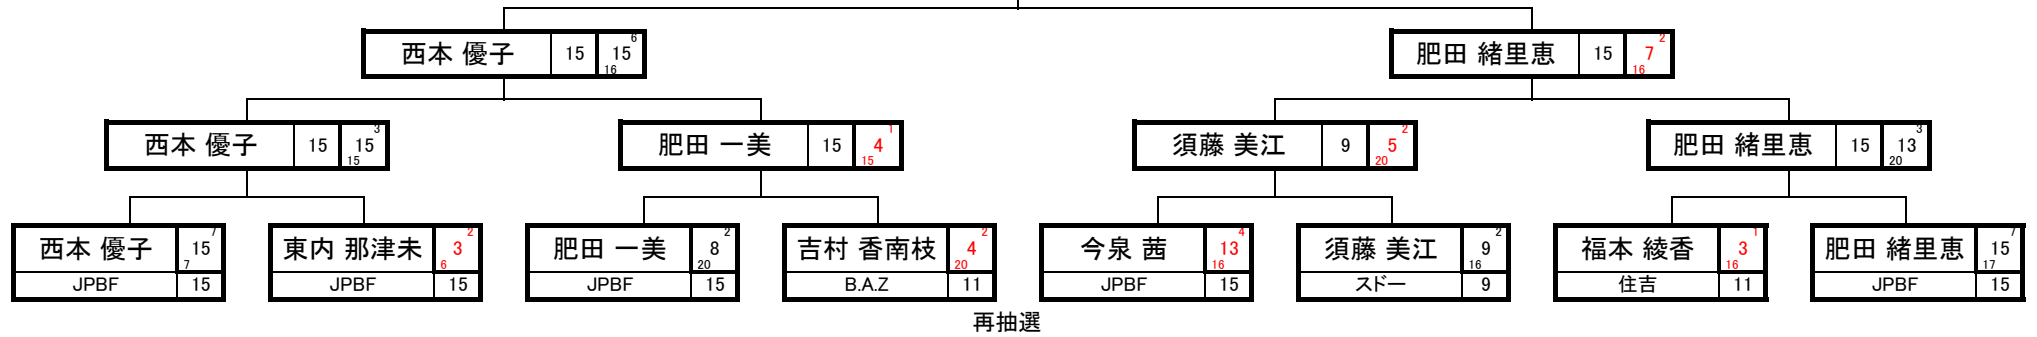 西本 優子 15 15 6 16
肥田 緒里恵 15 7 2 16
西本 優子 15 15 3 15
肥田 一美 15 4 1 15
須藤 美江 9 5 2 20
肥田 緒里恵 15 13 3 20
西本 優子 15 7 7
JPBF 15
東内 那津未 3 2 6
JPBF 15
肥田 一美 8 2 20
JPBF 15
吉村 香南枝 4 2 20
B.A.Z 11
今泉 茜 13 4 16
JPBF 15
須藤 美江 9 2 16
スドー 9
福本 綾香 3 1 16
住吉 11
肥田 緒里恵 15 7 17
JPBF 15
再抽選